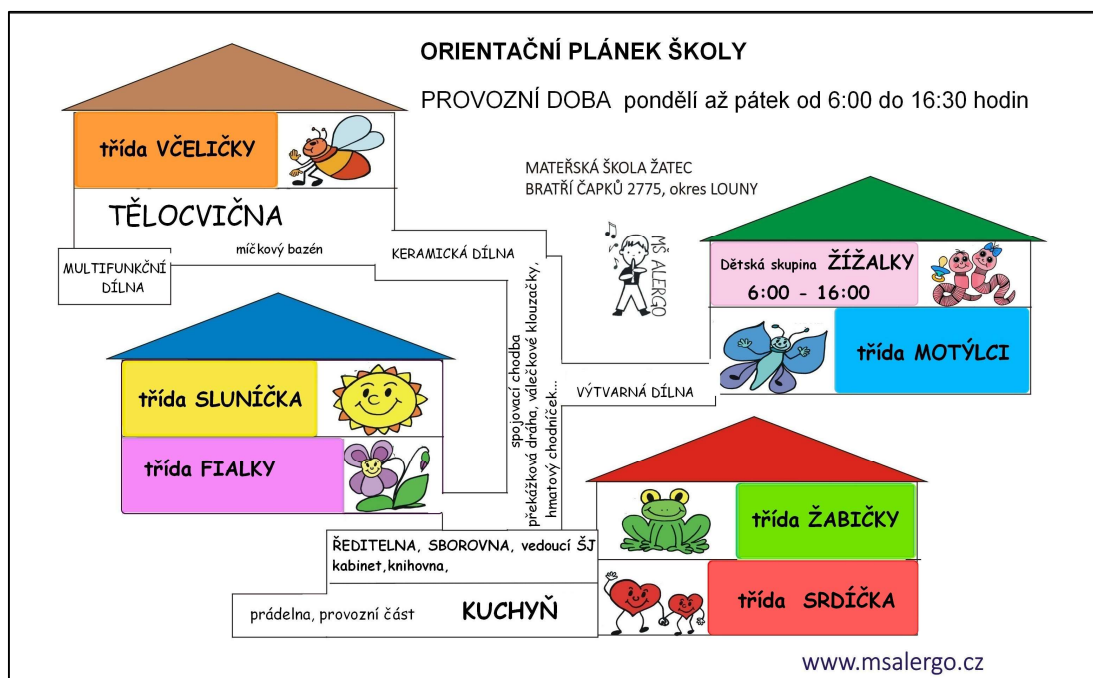 ORIENTAČNÍ PLÁNEK ŠKOLY
PROVOZNÍ DOBA pondělí až pátek od 6:00 do 16:30 hodin
třída VČELIČKY
MATEŘSKÁ ŠKOLA ŽATEC
BRATŘÍ ČAPKŮ 2775, okres LOUNY
TĚLOCVIČNA
míčkový bazén
KERAMICKÁ DÍLNA
MULTIFUNKČNÍ
DÍLNA
MŠ ALERGO
Dětská skupina ŽÍŽALKY
6:00 - 16:00
třída MOTÝLCI
spojovací chodba
překážková dráha, válečkové klouzačky,
hmatový chodníček...
VÝTVARNÁ DÍLNA
třída SLUNÍČKA
třída FIALKY
třída ŽABIČKY
ŘEDITELNA, SBOROVNA, vedoucí ŠJ
kabinet,knihovna,
třída SRDÍČKA
prádelna, provozní část KUCHYŇ
www.msalergo.cz